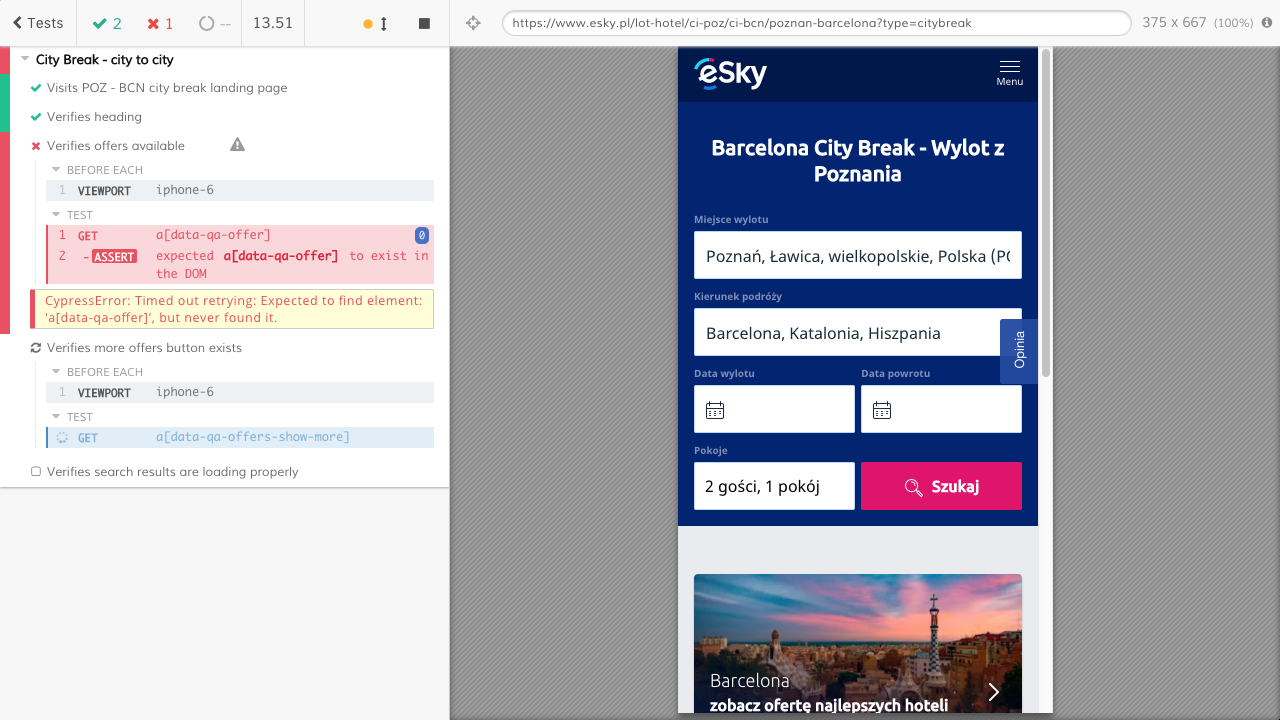 Tests
2
1
--
13.51
https://www.esky.pl/lot-hotel/ci-poz/ci-bcn/poznan-barcelona?type=citybreak
375 x 667 (100%)
City Break - city to city
Visits POZ - BCN city break landing page
Verifies heading
Verifies offers available
BEFORE EACH
1 VIEWPORT iphone-6
TEST
1 GET a[data-qa-offer] 0
2 -ASSERT expected a[data-qa-offer] to exist in
the DOM
CypressError: Timed out retrying: Expected to find element:
'a[data-qa-offer]', but never found it.
Verifies more offers button exists
BEFORE EACH
1 VIEWPORT iphone-6
TEST
GET a[data-qa-offers-show-more]
Verifies search results are loading properly
eSky
Menu
Barcelona City Break - Wylot z
Poznania
Miejsce wylotu
Poznań, Ławica, wielkopolskie, Polska (PO
Kierunek podróży
Barcelona, Katalonia, Hiszpania
Opinia
Data wylotu Data powrotu
Pokoje
2 gości, 1 pokój Szukaj
Barcelona
zobacz ofertę najlepszych hoteli